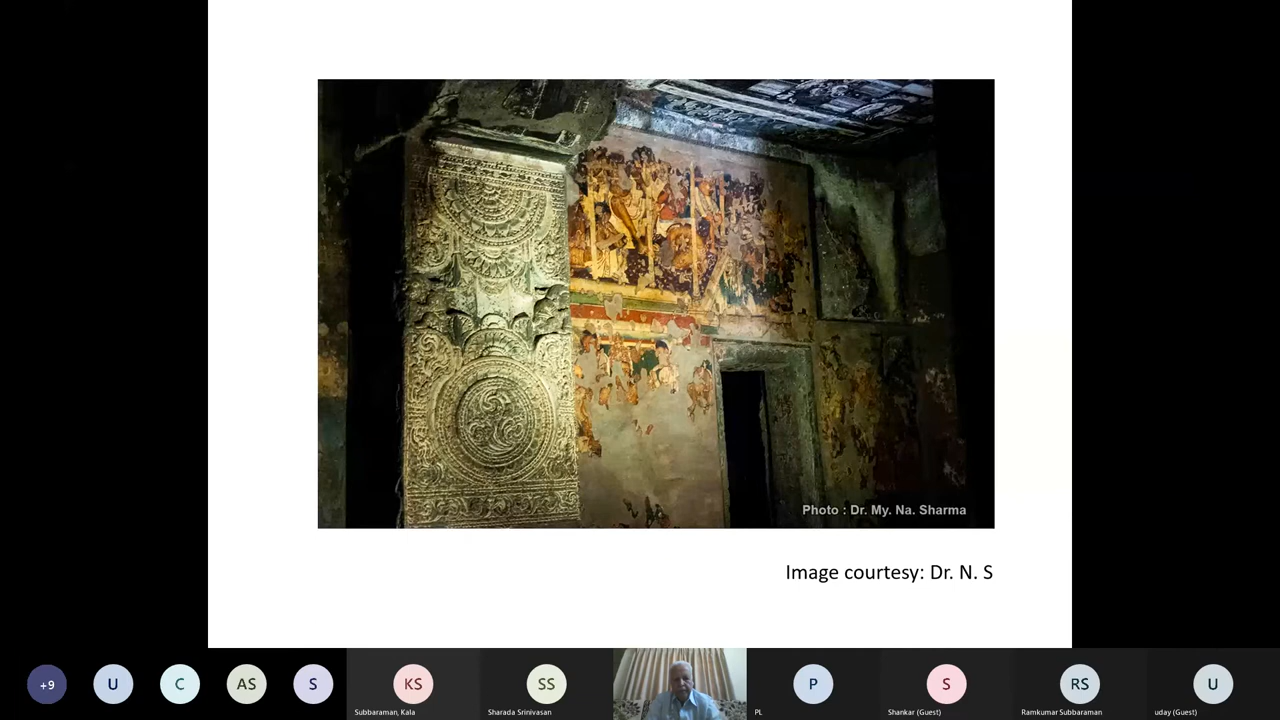 Photo : Dr. My. Na. Sharma
Image courtesy: Dr. N. S
+9
U
C
AS
S
KS
Subbaraman, Kala
SS
Sharada Srinivasan
P
PL
S
Shankar (Guest)
RS
Ramkumar Subbaraman
U
uday (Guest)